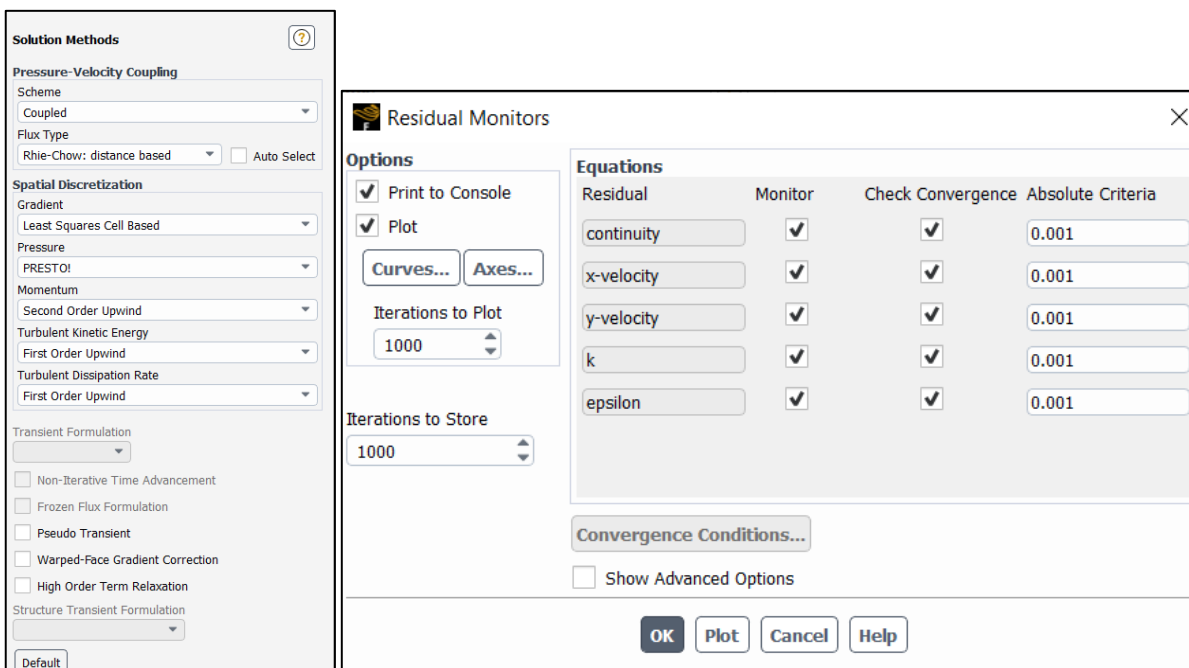 Solution Methods
?
Pressure-Velocity Coupling
Scheme
Coupled
Flux Type
Rhie-Chow: distance based Auto Select
Spatial Discretization
Gradient
Least Squares Cell Based
Pressure
PRESTO!
Momentum
Second Order Upwind
Turbulent Kinetic Energy
First Order Upwind
Turbulent Dissipation Rate
First Order Upwind
Transient Formulation
Non-Iterative Time Advancement
Frozen Flux Formulation
Pseudo Transient
Warped-Face Gradient Correction
High Order Term Relaxation
Structure Transient Formulation
Default
Residual Monitors
Options
Print to Console
Plot
Curves... Axes...
Iterations to Plot
1000
Iterations to Store
1000
Equations
Residual Monitor Check Convergence Absolute Criteria
continuity 0.001
x-velocity 0.001
y-velocity 0.001
k 0.001
epsilon 0.001
Convergence Conditions...
Show Advanced Options
OK Plot Cancel Help